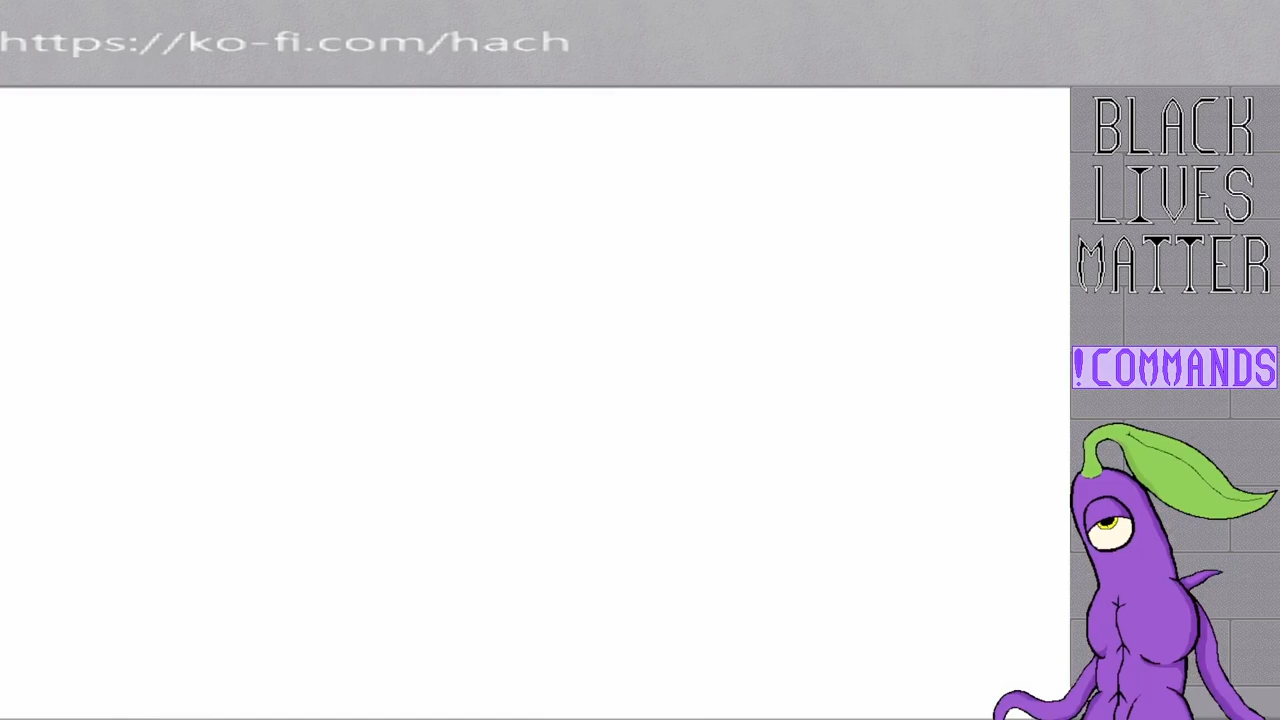 https://ko-fi.com/hach
BLACK
LIVES
MATTER
!COMMANDS